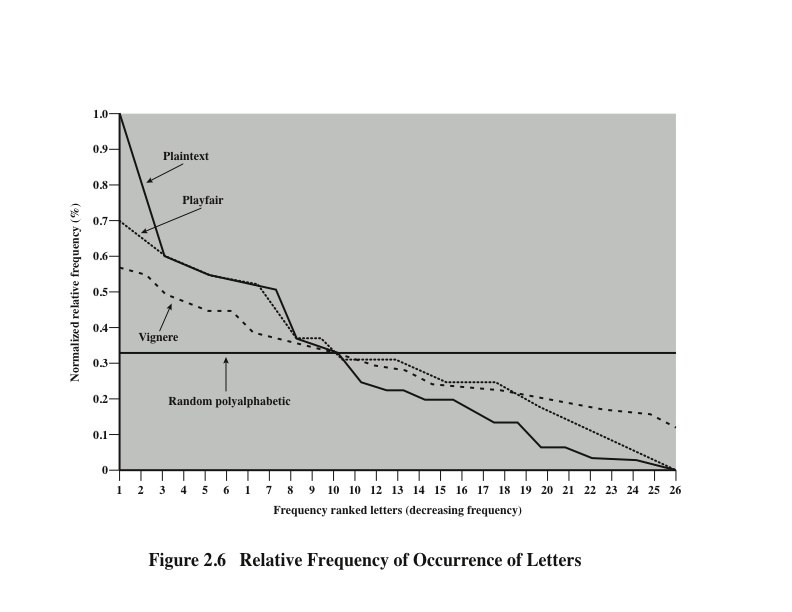 1.0
0.9
Plaintext
0.8
Playfair
0.7
0.6
0.5
0.4
Vignere
0.3
Random polyalphabetic
0.2
0.1
0
Normalized relative frequency (%)
1 2 3 4 5 6 1 7 8 9 10 10 12 13 14 15 16 17 18 19 20 21 22 23 24 25 26
Frequency ranked letters (decreasing frequency)
Figure 2.6 Relative Frequency of Occurrence of Letters